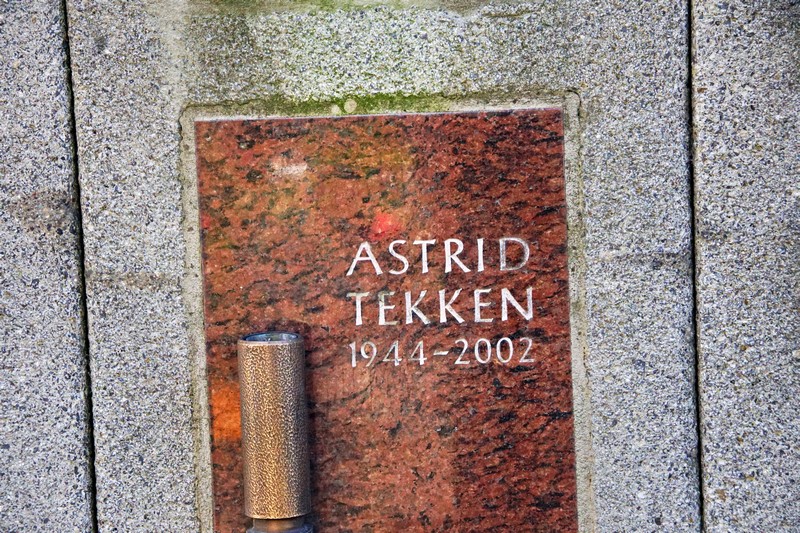 ASTRID
TEKKEN
1944-2002